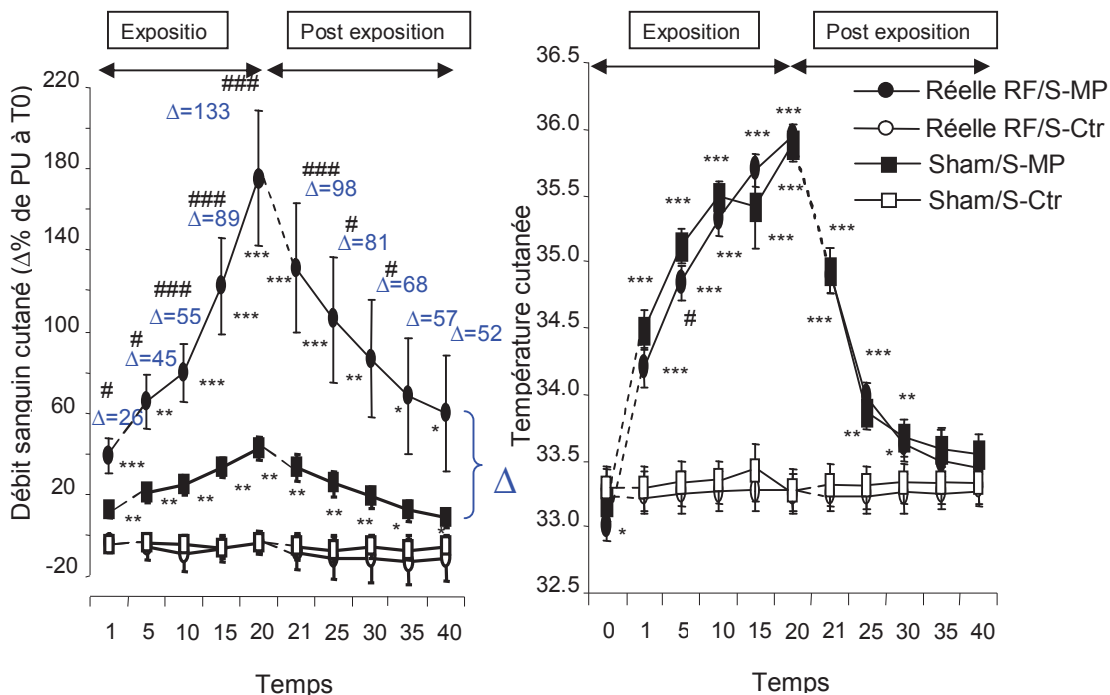 Expositio
Post exposition
Débit sanguin cutané (Δ% de PU à T0)
220
180
140
100
60
20
-20
###
Δ=133
###
Δ=98
###
Δ=89
#
Δ=81
###
Δ=55
#
Δ=68
#
Δ=45
Δ=57
Δ=52
#
Δ=26
***
***
***
***
***
**
**
***
*
*
Δ
**
**
**
**
**
**
**
**
*
*
1 5 10 15 20 21 25 30 35 40
Temps
Exposition
Post exposition
Température cutanée
36.5
36.0
35.5
35.0
34.5
34.0
33.5
33.0
32.5
Réelle RF/S-MP
Réelle RF/S-Ctr
Sham/S-MP
Sham/S-Ctr
***
***
***
***
***
***
***
***
***
***
#
***
***
***
**
**
*
*
0 1 5 10 15 20 21 25 30 35 40
Temps